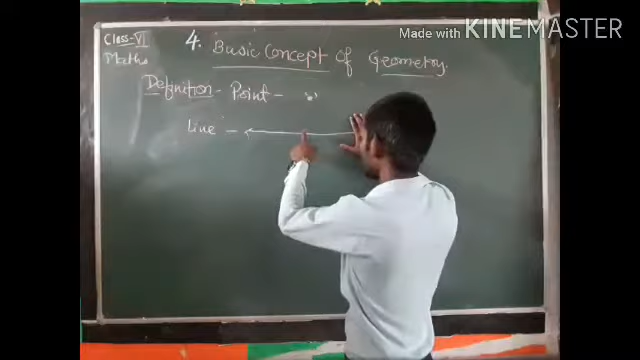 Made with KINEMASTER
Class-VI
Maths
4. Basic Concept of Geometry.
Definition - Point - .
Line -